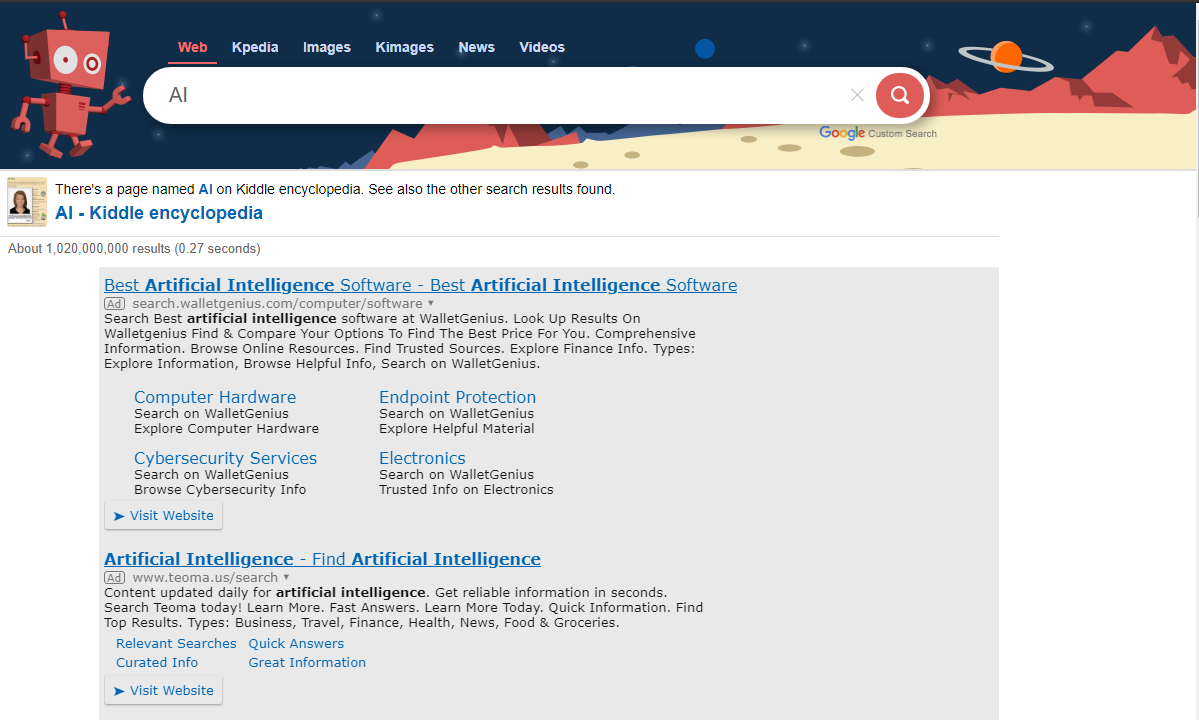 Web Kpedia Images Kimages News Videos
AI
Google Custom Search
There's a page named AI on Kiddle encyclopedia. See also the other search results found.
AI - Kiddle encyclopedia
About 1,020,000,000 results (0.27 seconds)
Best Artificial Intelligence Software - Best Artificial Intelligence Software
Ad search.walletgenius.com/computer/software ▼
Search Best artificial intelligence software at WalletGenius. Look Up Results On
Walletgenius Find & Compare Your Options To Find The Best Price For You. Comprehensive
Information. Browse Online Resources. Find Trusted Sources. Explore Finance Info. Types:
Explore Information, Browse Helpful Info, Search on WalletGenius.
Computer Hardware
Search on WalletGenius
Explore Computer Hardware
Endpoint Protection
Search on WalletGenius
Explore Helpful Material
Cybersecurity Services
Search on WalletGenius
Browse Cybersecurity Info
Electronics
Search on WalletGenius
Trusted Info on Electronics
➤ Visit Website
Artificial Intelligence - Find Artificial Intelligence
Ad www.teoma.us/search ▼
Content updated daily for artificial intelligence. Get reliable information in seconds.
Search Teoma today! Learn More. Fast Answers. Learn More Today. Quick Information. Find
Top Results. Types: Business, Travel, Finance, Health, News, Food & Groceries.
Relevant Searches Quick Answers
Curated Info Great Information
➤ Visit Website